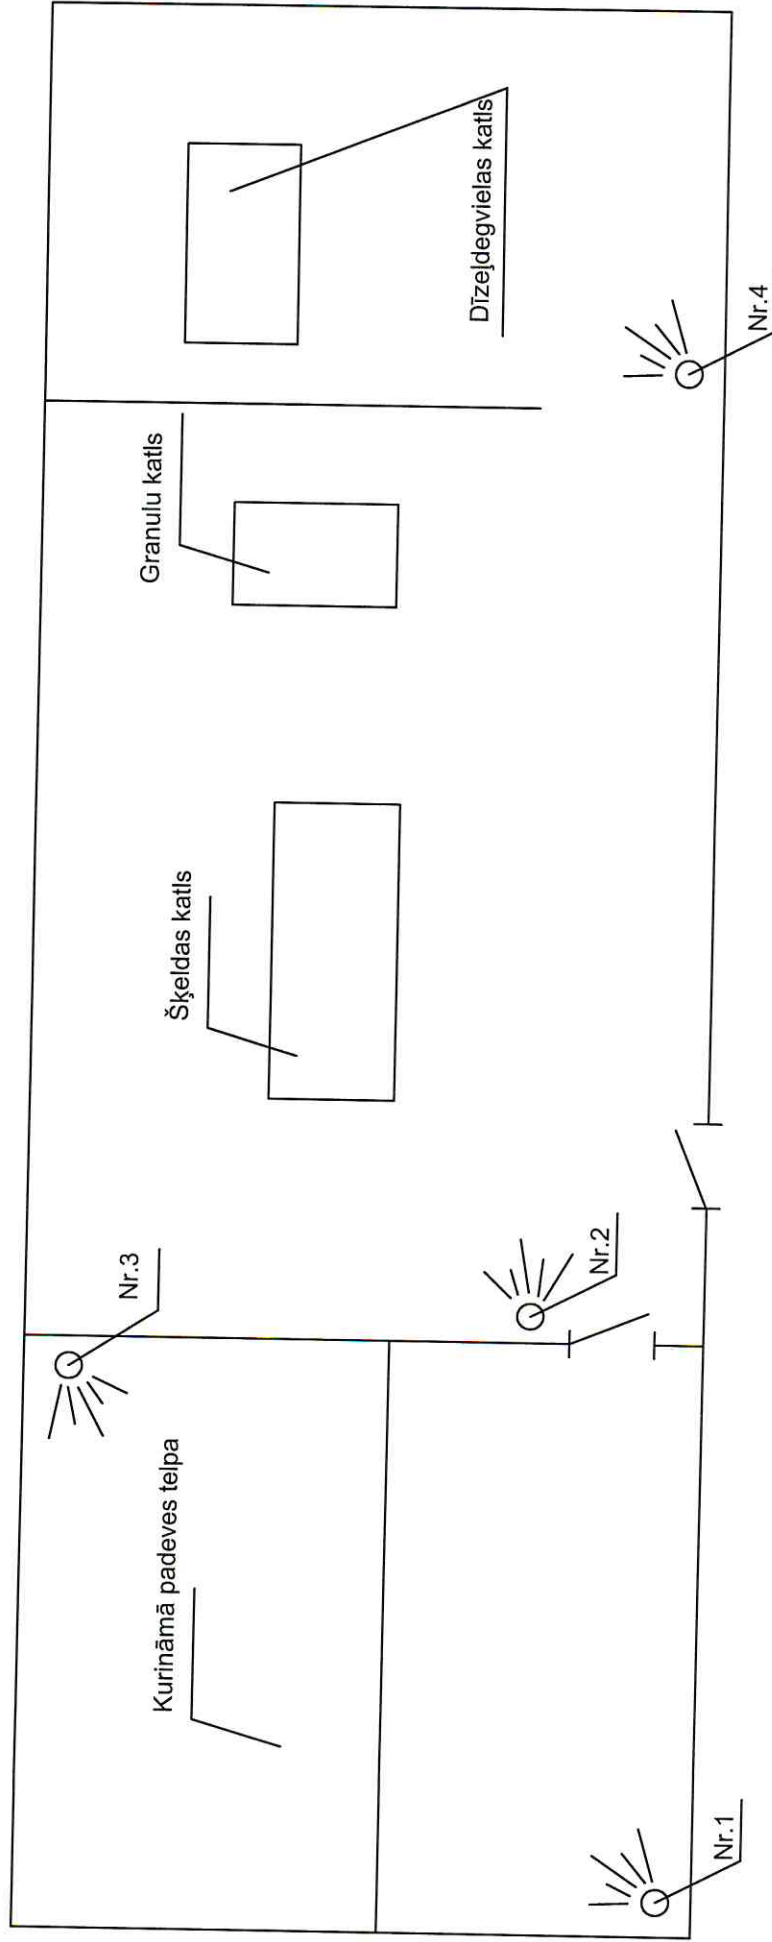 Kurināmā padeves telpa
Nr.3
Šķeldas katls
Granulu katls
Dīzeļdegvielas katls
Nr.1
Nr.2
Nr.4